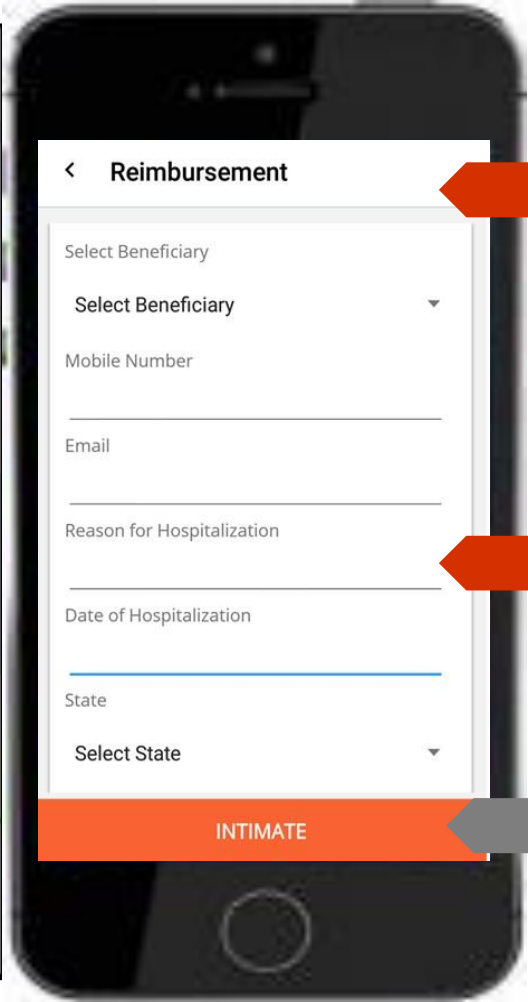 Reimbursement
Select Beneficiary
Select Beneficiary
Mobile Number
Email
Reason for Hospitalization
Date of Hospitalization
State
Select State
INTIMATE